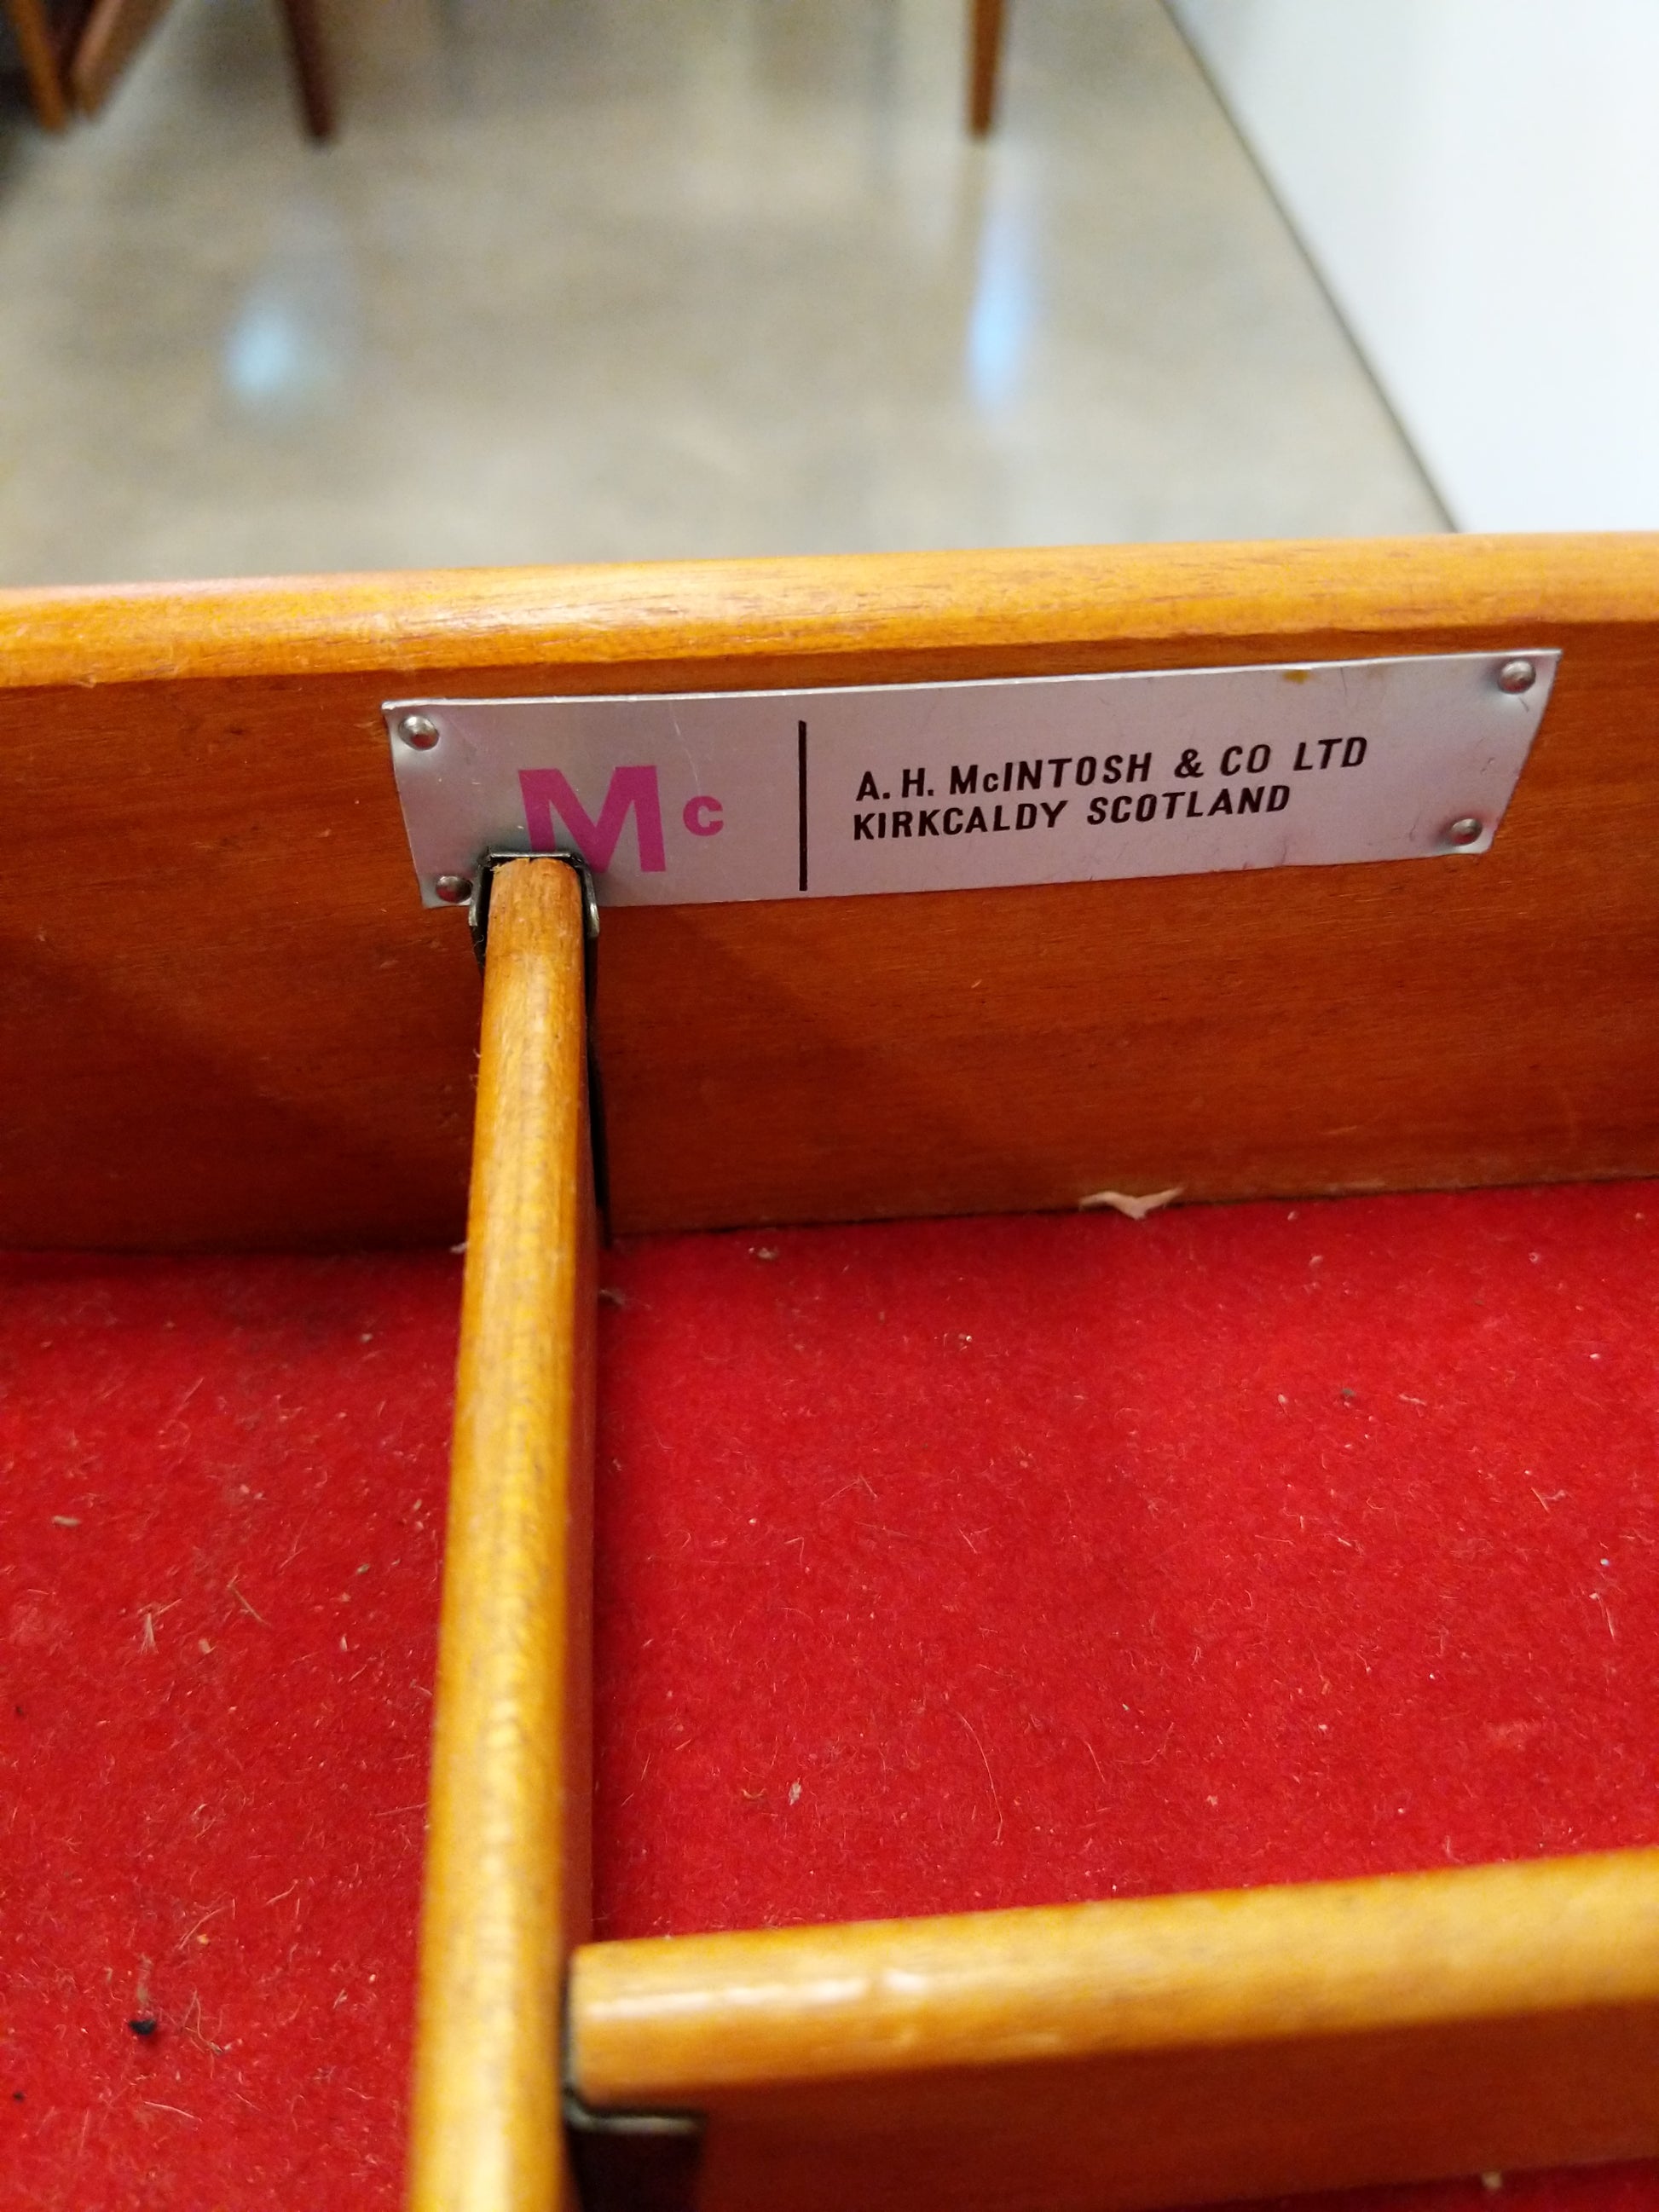 Mc
A. H. McINTOSH & CO LTD
KIRKCALDY SCOTLAND